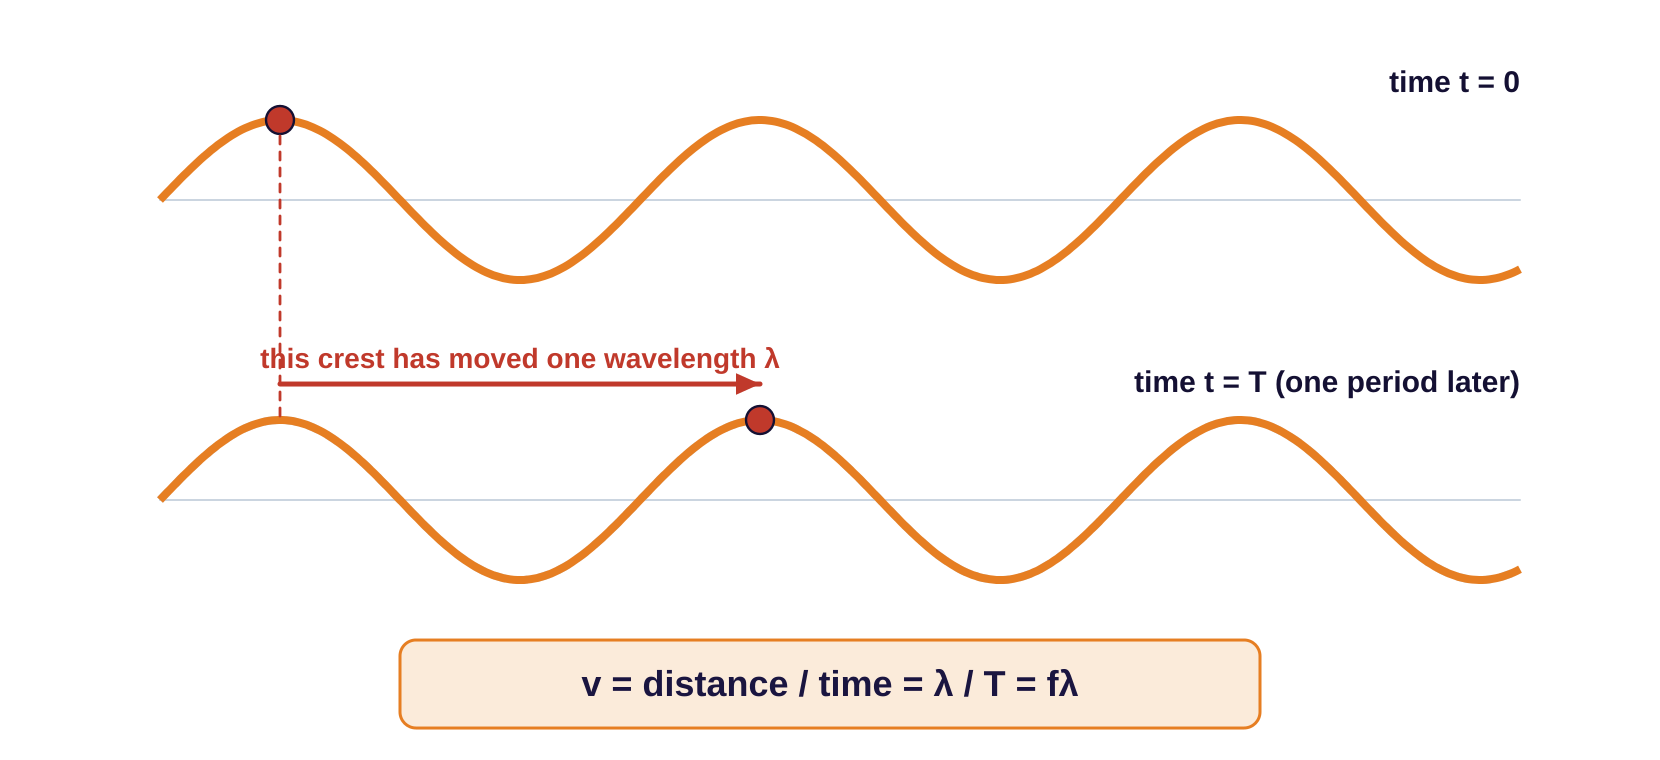 time t = 0
this crest has moved one wavelength λ
time t = T (one period later)
v = distance / time = λ / T = fλ